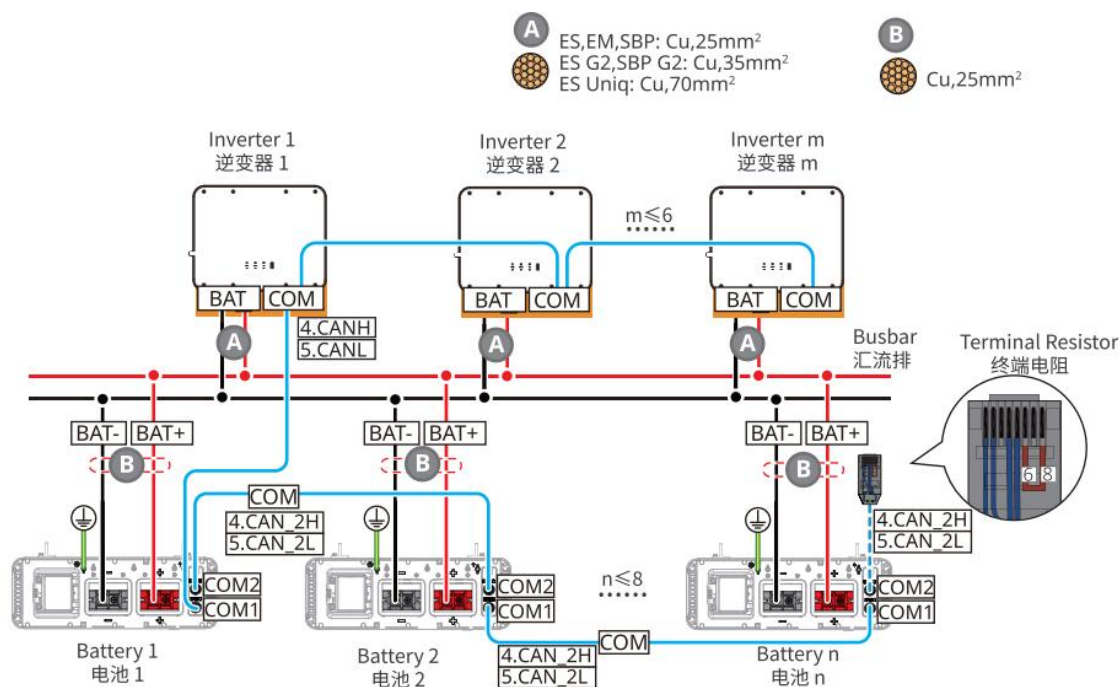 A
ES,EM,SBP: Cu,25mm²
ES G2,SBP G2: Cu,35mm²
ES Uniq: Cu,70mm²
B
Cu,25mm²
Inverter 1
逆变器 1
Inverter 2
逆变器 2
Inverter m
逆变器 m
m≤6
BAT
COM
BAT
COM
BAT
COM
4.CANH
5.CANL
A
A
A
Busbar
汇流排
Terminal Resistor
终端电阻
6
8
BAT-
BAT+
BAT-
BAT+
BAT-
BAT+
B
B
B
COM
4.CAN_2H
5.CAN_2L
4.CAN_2H
5.CAN_2L
COM2
COM1
COM2
COM1
n≤8
COM2
COM1
COM
4.CAN_2H
5.CAN_2L
Battery 1
电池 1
Battery 2
电池 2
Battery n
电池 n